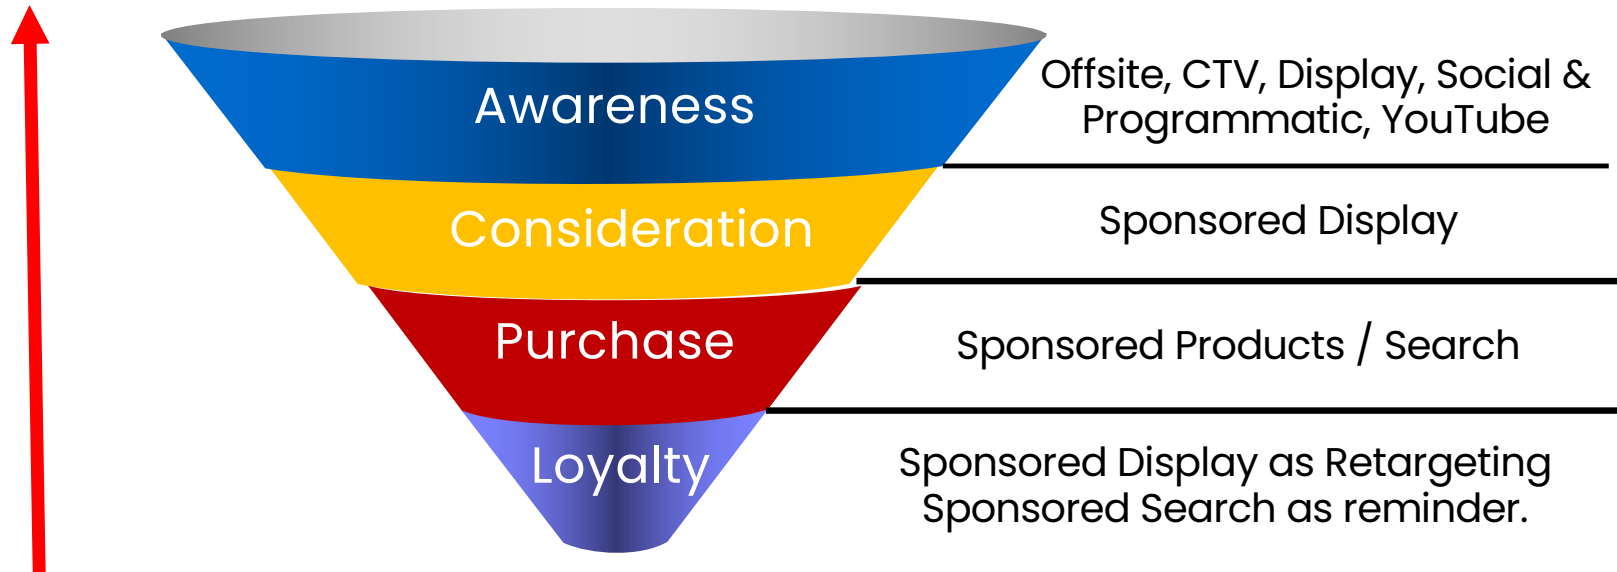 Awareness
Offsite, CTV, Display, Social &
Programmatic, YouTube
Consideration
Sponsored Display
Purchase
Sponsored Products / Search
Loyalty
Sponsored Display as Retargeting
Sponsored Search as reminder.